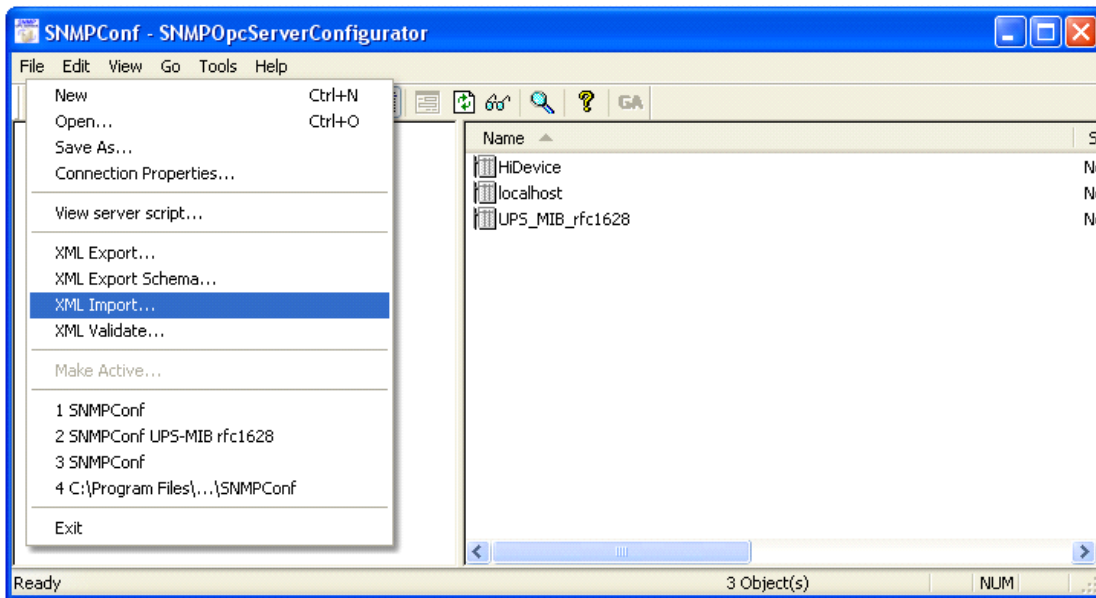 SNMPConf - SNMPOpcServerConfigurator
File Edit View Go Tools Help
New Ctrl+N
Open... Ctrl+O
Save As...
Connection Properties...
View server script...
XML Export...
XML Export Schema...
XML Import...
XML Validate...
Make Active...
1 SNMPConf
2 SNMPConf UPS-MIB rfc1628
3 SNMPConf
4 C:\Program Files\...\SNMPConf
Exit
GA
Name
HiDevice
localhost
UPS_MIB_rfc1628
Ready 3 Object(s) NUM